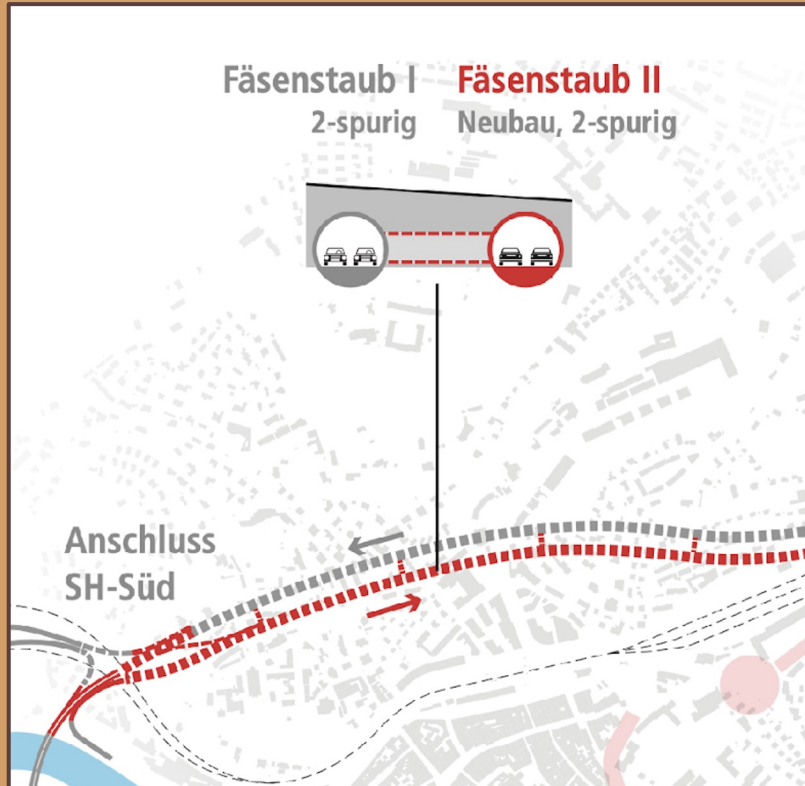 Fäsenstaub I
2-spurig
Fäsenstaub II
Neubau, 2-spurig
Anschluss
SH-Süd